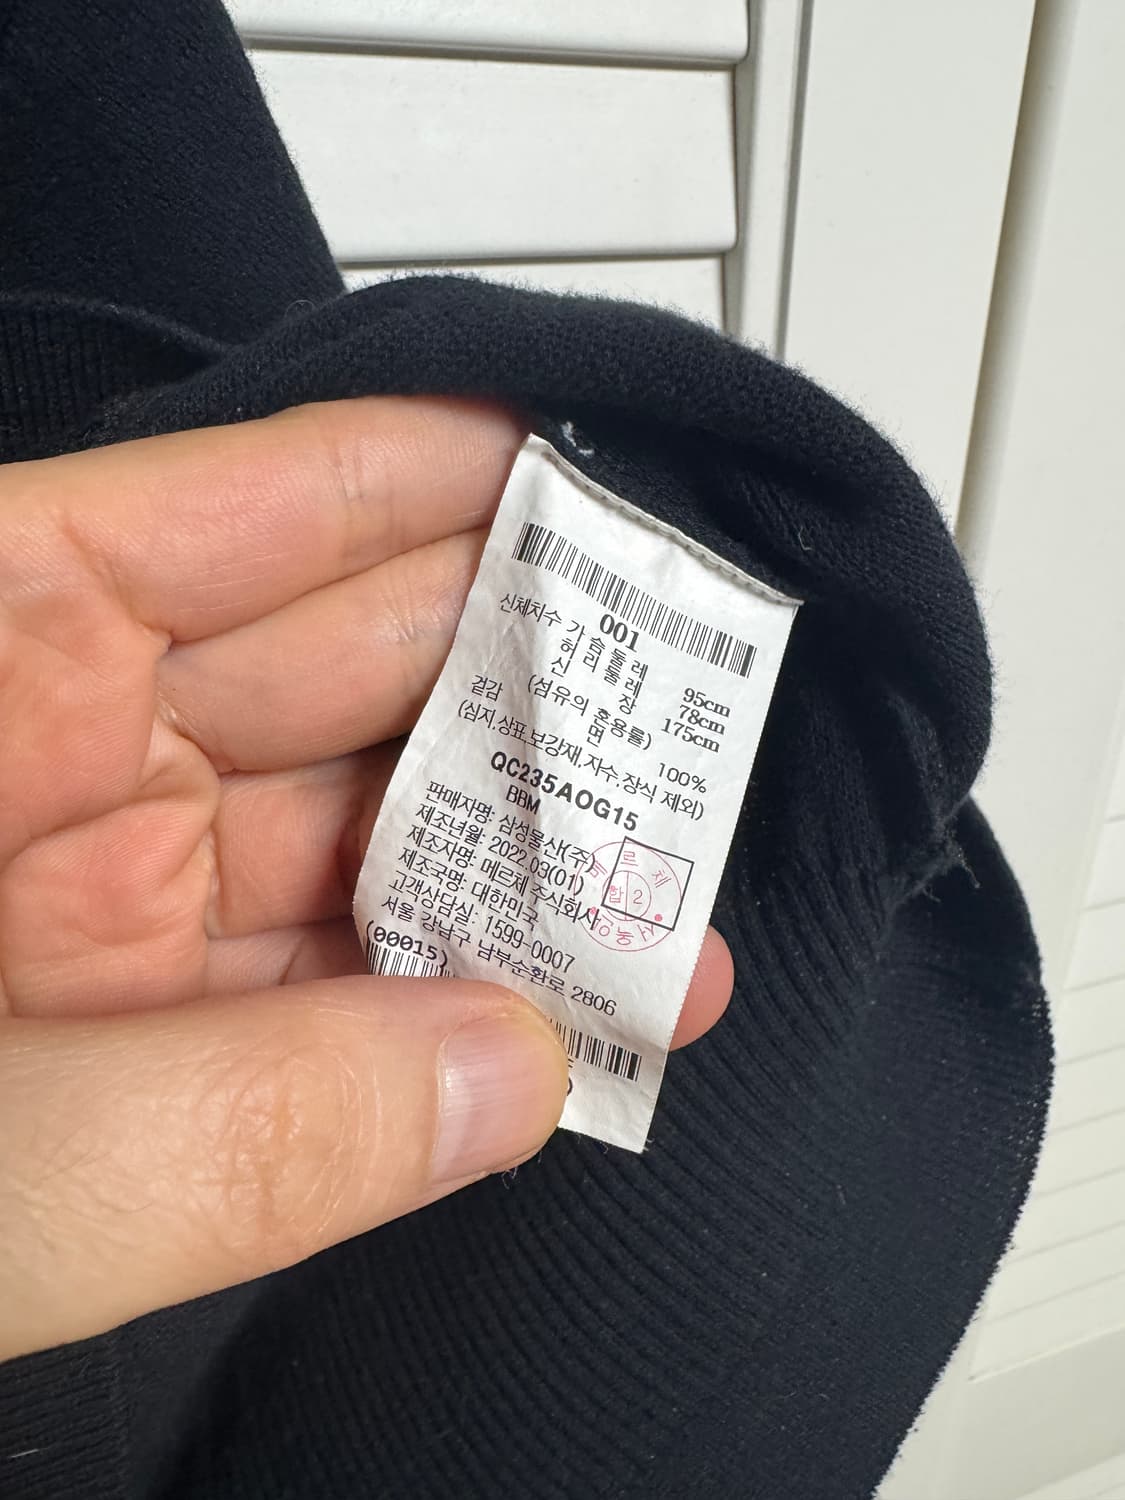 001
신체치수 가슴둘레 95cm
허리둘레 78cm
신 장 175cm
(섬유의 혼용률)
겉감 면 100%
(심지,상표,보강재,자수,장식 제외)
QC235AOG15
BBM
판매자명: 삼성물산(주)
제조년월: 2022.03(01)
제조자명: 메르제 주식회사
제조국명: 대한민국
고객상담실: 1599-0007
서울 강남구 남부순환로 2806
(00015)
합 2